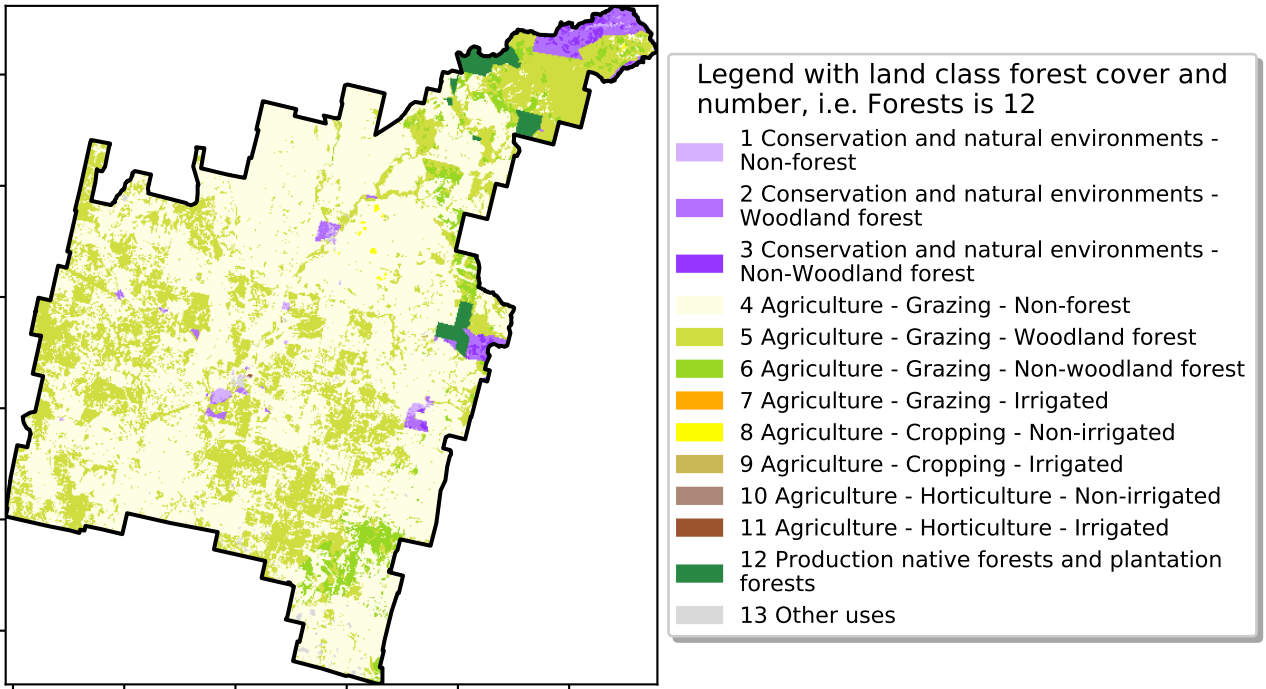 Legend with land class forest cover and
number, i.e. Forests is 12
1 Conservation and natural environments -
Non-forest
2 Conservation and natural environments -
Woodland forest
3 Conservation and natural environments -
Non-Woodland forest
4 Agriculture - Grazing - Non-forest
5 Agriculture - Grazing - Woodland forest
6 Agriculture - Grazing - Non-woodland forest
7 Agriculture - Grazing - Irrigated
8 Agriculture - Cropping - Non-irrigated
9 Agriculture - Cropping - Irrigated
10 Agriculture - Horticulture - Non-irrigated
11 Agriculture - Horticulture - Irrigated
12 Production native forests and plantation
forests
13 Other uses